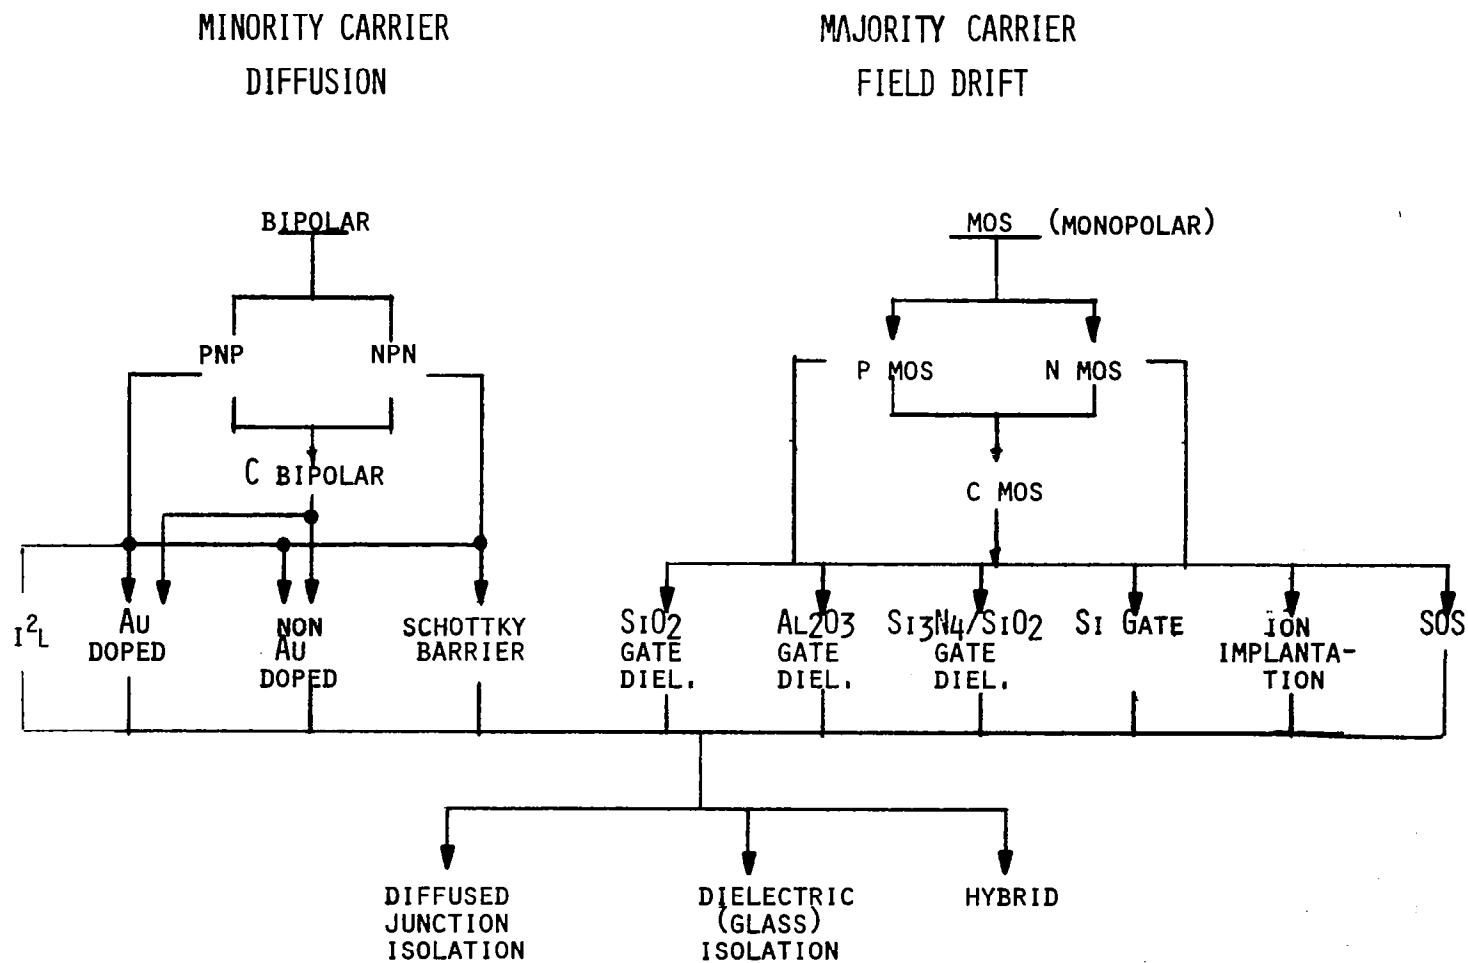 MINORITY CARRIER
DIFFUSION
MAJORITY CARRIER
FIELD DRIFT
BIPOLAR
MOS (MONOPOLAR)
PNP
NPN
P MOS
N MOS
C BIPOLAR
C MOS
I²L
AU
DOPED
NON
AU
DOPED
SCHOTTKY
BARRIER
SIO2
GATE
DIEL.
AL2O3
GATE
DIEL.
SI3N4/SIO2
GATE
DIEL.
SI GATE
ION
IMPLANTA-
TION
SOS
DIFFUSED
JUNCTION
ISOLATION
DIELECTRIC
(GLASS)
ISOLATION
HYBRID